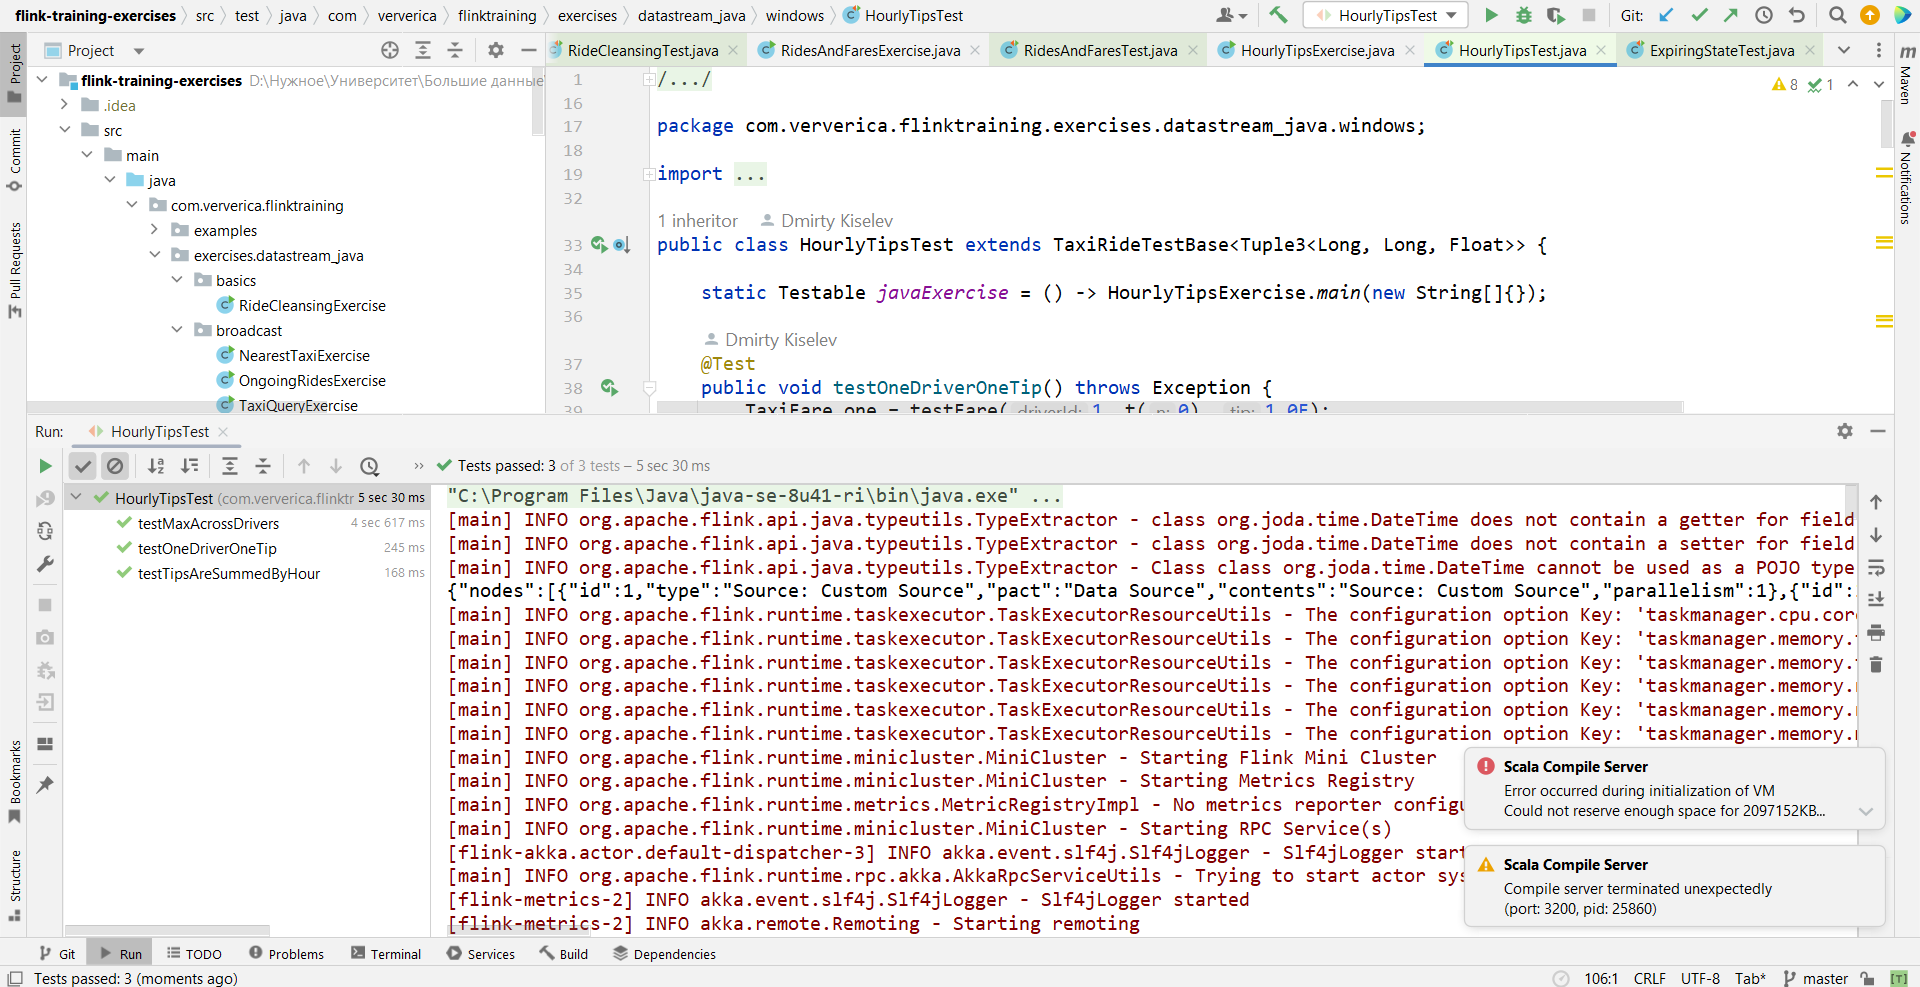 flink-training-exercises src test java com ververica flinktraining exercises datastream_java windows HourlyTipsTest
HourlyTipsTest Git:
Project
RideCleansingTest.java RidesAndFaresExercise.java RidesAndFaresTest.java HourlyTipsExercise.java HourlyTipsTest.java ExpiringStateTest.java
Project
Commit
Pull Requests
Bookmarks
Structure
m
Maven
Notifications
flink-training-exercises D:\Нужное\Университет\Большие данные
.idea
src
main
java
com.ververica.flinktraining
examples
exercises.datastream_java
basics
RideCleansingExercise
broadcast
NearestTaxiExercise
OngoingRidesExercise
TaxiQueryExercise
8 1
1 /.../
16
17 package com.ververica.flinktraining.exercises.datastream_java.windows;
18
19 import ...
32
1 inheritor Dmirty Kiselev
33 public class HourlyTipsTest extends TaxiRideTestBase<Tuple3<Long, Long, Float>> {
34
35 static Testable javaExercise = () -> HourlyTipsExercise.main(new String[]{});
36
Dmirty Kiselev
37 @Test
38 public void testOneDriverOneTip() throws Exception {
39 TaxiFare one = testFare( driverId: 1, t( n: 0), tip: 1.0F);
Run: HourlyTipsTest
Tests passed: 3 of 3 tests – 5 sec 30 ms
HourlyTipsTest (com.ververica.flinktr 5 sec 30 ms
testMaxAcrossDrivers 4 sec 617 ms
testOneDriverOneTip 245 ms
testTipsAreSummedByHour 168 ms
"C:\Program Files\Java\java-se-8u41-ri\bin\java.exe" ...
[main] INFO org.apache.flink.api.java.typeutils.TypeExtractor - class org.joda.time.DateTime does not contain a getter for field
[main] INFO org.apache.flink.api.java.typeutils.TypeExtractor - class org.joda.time.DateTime does not contain a setter for field
[main] INFO org.apache.flink.api.java.typeutils.TypeExtractor - Class class org.joda.time.DateTime cannot be used as a POJO type
{"nodes":[{"id":1,"type":"Source: Custom Source","pact":"Data Source","contents":"Source: Custom Source","parallelism":1},{"id":
[main] INFO org.apache.flink.runtime.taskexecutor.TaskExecutorResourceUtils - The configuration option Key: 'taskmanager.cpu.cor
[main] INFO org.apache.flink.runtime.taskexecutor.TaskExecutorResourceUtils - The configuration option Key: 'taskmanager.memory.
[main] INFO org.apache.flink.runtime.taskexecutor.TaskExecutorResourceUtils - The configuration option Key: 'taskmanager.memory.
[main] INFO org.apache.flink.runtime.taskexecutor.TaskExecutorResourceUtils - The configuration option Key: 'taskmanager.memory.
[main] INFO org.apache.flink.runtime.taskexecutor.TaskExecutorResourceUtils - The configuration option Key: 'taskmanager.memory.
[main] INFO org.apache.flink.runtime.taskexecutor.TaskExecutorResourceUtils - The configuration option Key: 'taskmanager.memory.
[main] INFO org.apache.flink.runtime.minicluster.MiniCluster - Starting Flink Mini Cluster
[main] INFO org.apache.flink.runtime.minicluster.MiniCluster - Starting Metrics Registry
[main] INFO org.apache.flink.runtime.metrics.MetricRegistryImpl - No metrics reporter configu
[main] INFO org.apache.flink.runtime.minicluster.MiniCluster - Starting RPC Service(s)
[flink-akka.actor.default-dispatcher-3] INFO akka.event.slf4j.Slf4jLogger - Slf4jLogger start
[main] INFO org.apache.flink.runtime.rpc.akka.AkkaRpcServiceUtils - Trying to start actor sys
[flink-metrics-2] INFO akka.event.slf4j.Slf4jLogger - Slf4jLogger started
[flink-metrics-2] INFO akka.remote.Remoting - Starting remoting
Scala Compile Server
Error occurred during initialization of VM
Could not reserve enough space for 2097152KB...
Scala Compile Server
Compile server terminated unexpectedly
(port: 3200, pid: 25860)
Git Run TODO Problems Terminal Services Build Dependencies
Tests passed: 3 (moments ago) 106:1 CRLF UTF-8 Tab* master [T]